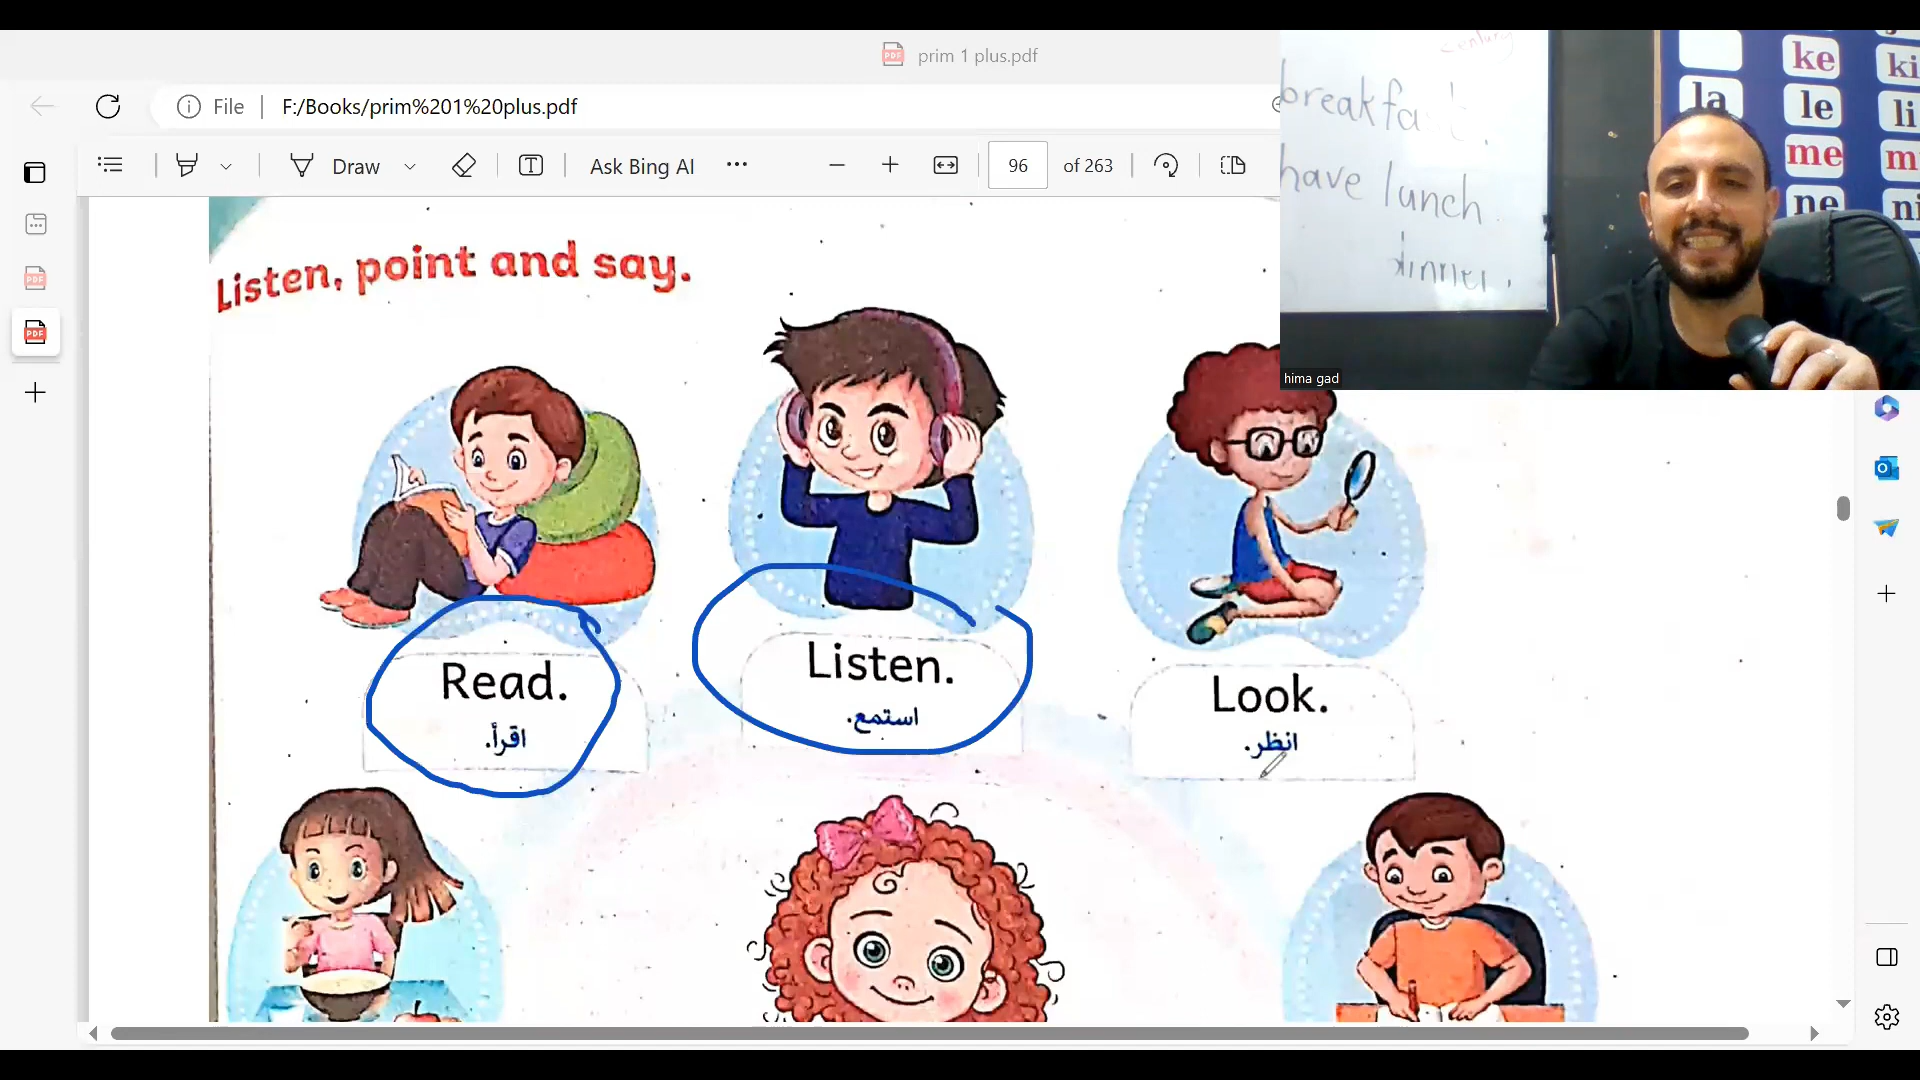 prim 1 plus.pdf
File
F:/Books/prim%201%20plus.pdf
Draw
Ask Bing AI
96
of 263
century
breakfa t.
have lunch
dinner.
ke
ki
la
le
li
me
m
ne
ni
hima gad
Listen, point and say.
Read.
اقرأ.
Listen.
استمع.
Look.
انظر.